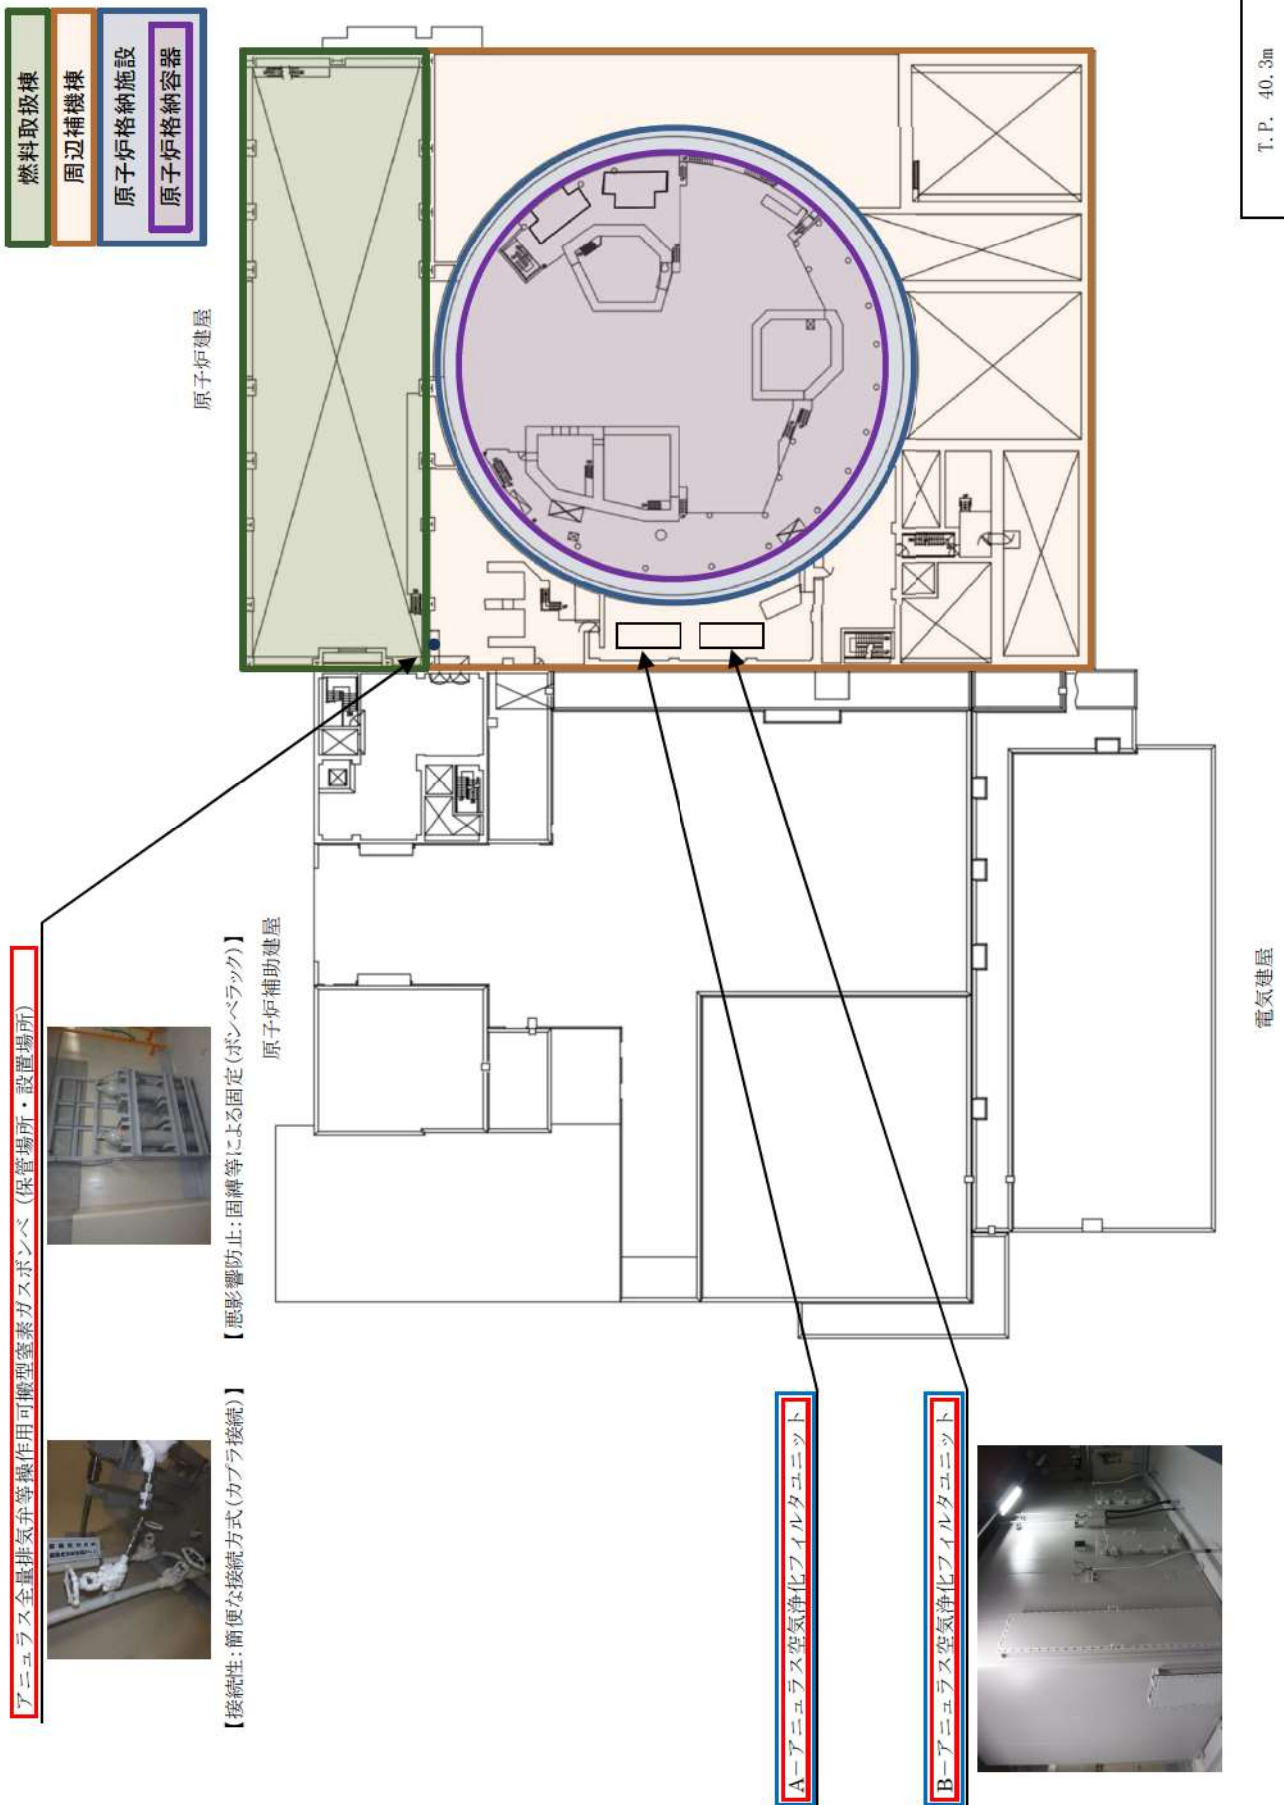 アニュラス全量排気弁等操作用可搬型窒素ガスボンベ（保管場所・設置場所）
【接続性：簡便な接続方式（カプラ接続）】
【悪影響防止：固縛等による固定（ボンベラック）】
原子炉補助建屋
原子炉建屋
燃料取扱棟
周辺補機棟
原子炉格納施設
原子炉格納容器
A－アニュラス空気浄化フィルタユニット
B－アニュラス空気浄化フィルタユニット
電気建屋
T.P. 40.3m